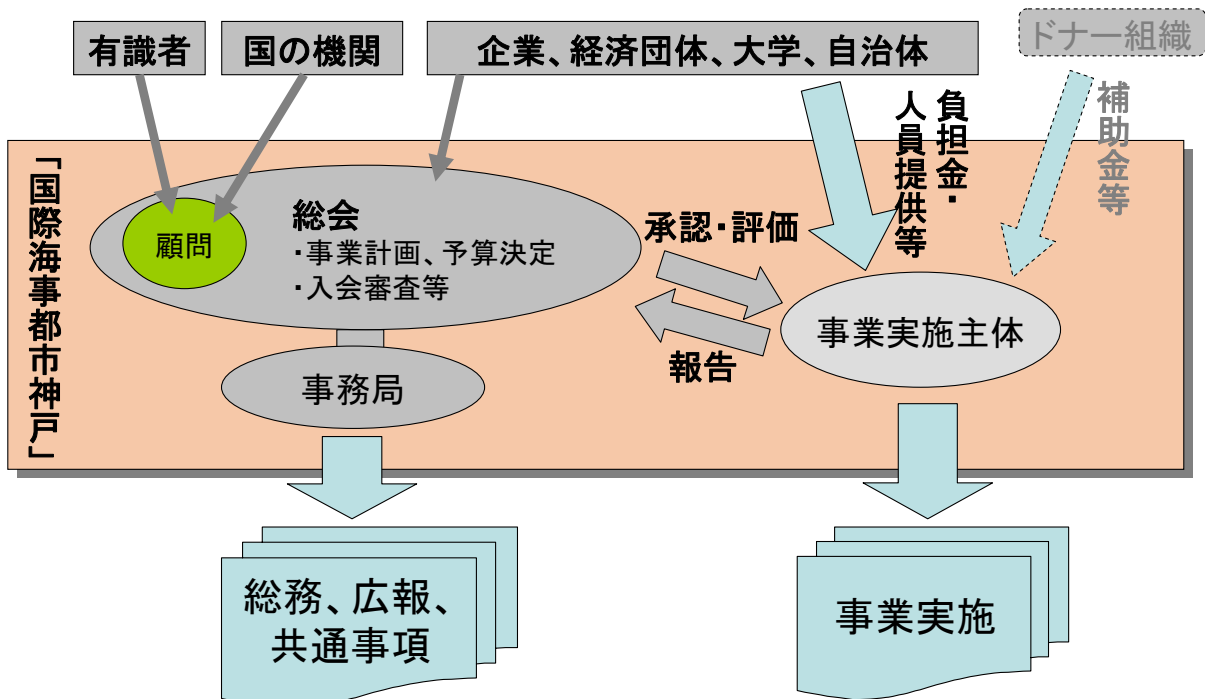 有識者
国の機関
企業、経済団体、大学、自治体
ドナー組織
負担金・
人員提供等
補助金等
「国際海事都市神戸」
顧問
総会
・事業計画、予算決定
・入会審査等
承認・評価
報告
事業実施主体
事務局
総務、広報、
共通事項
事業実施